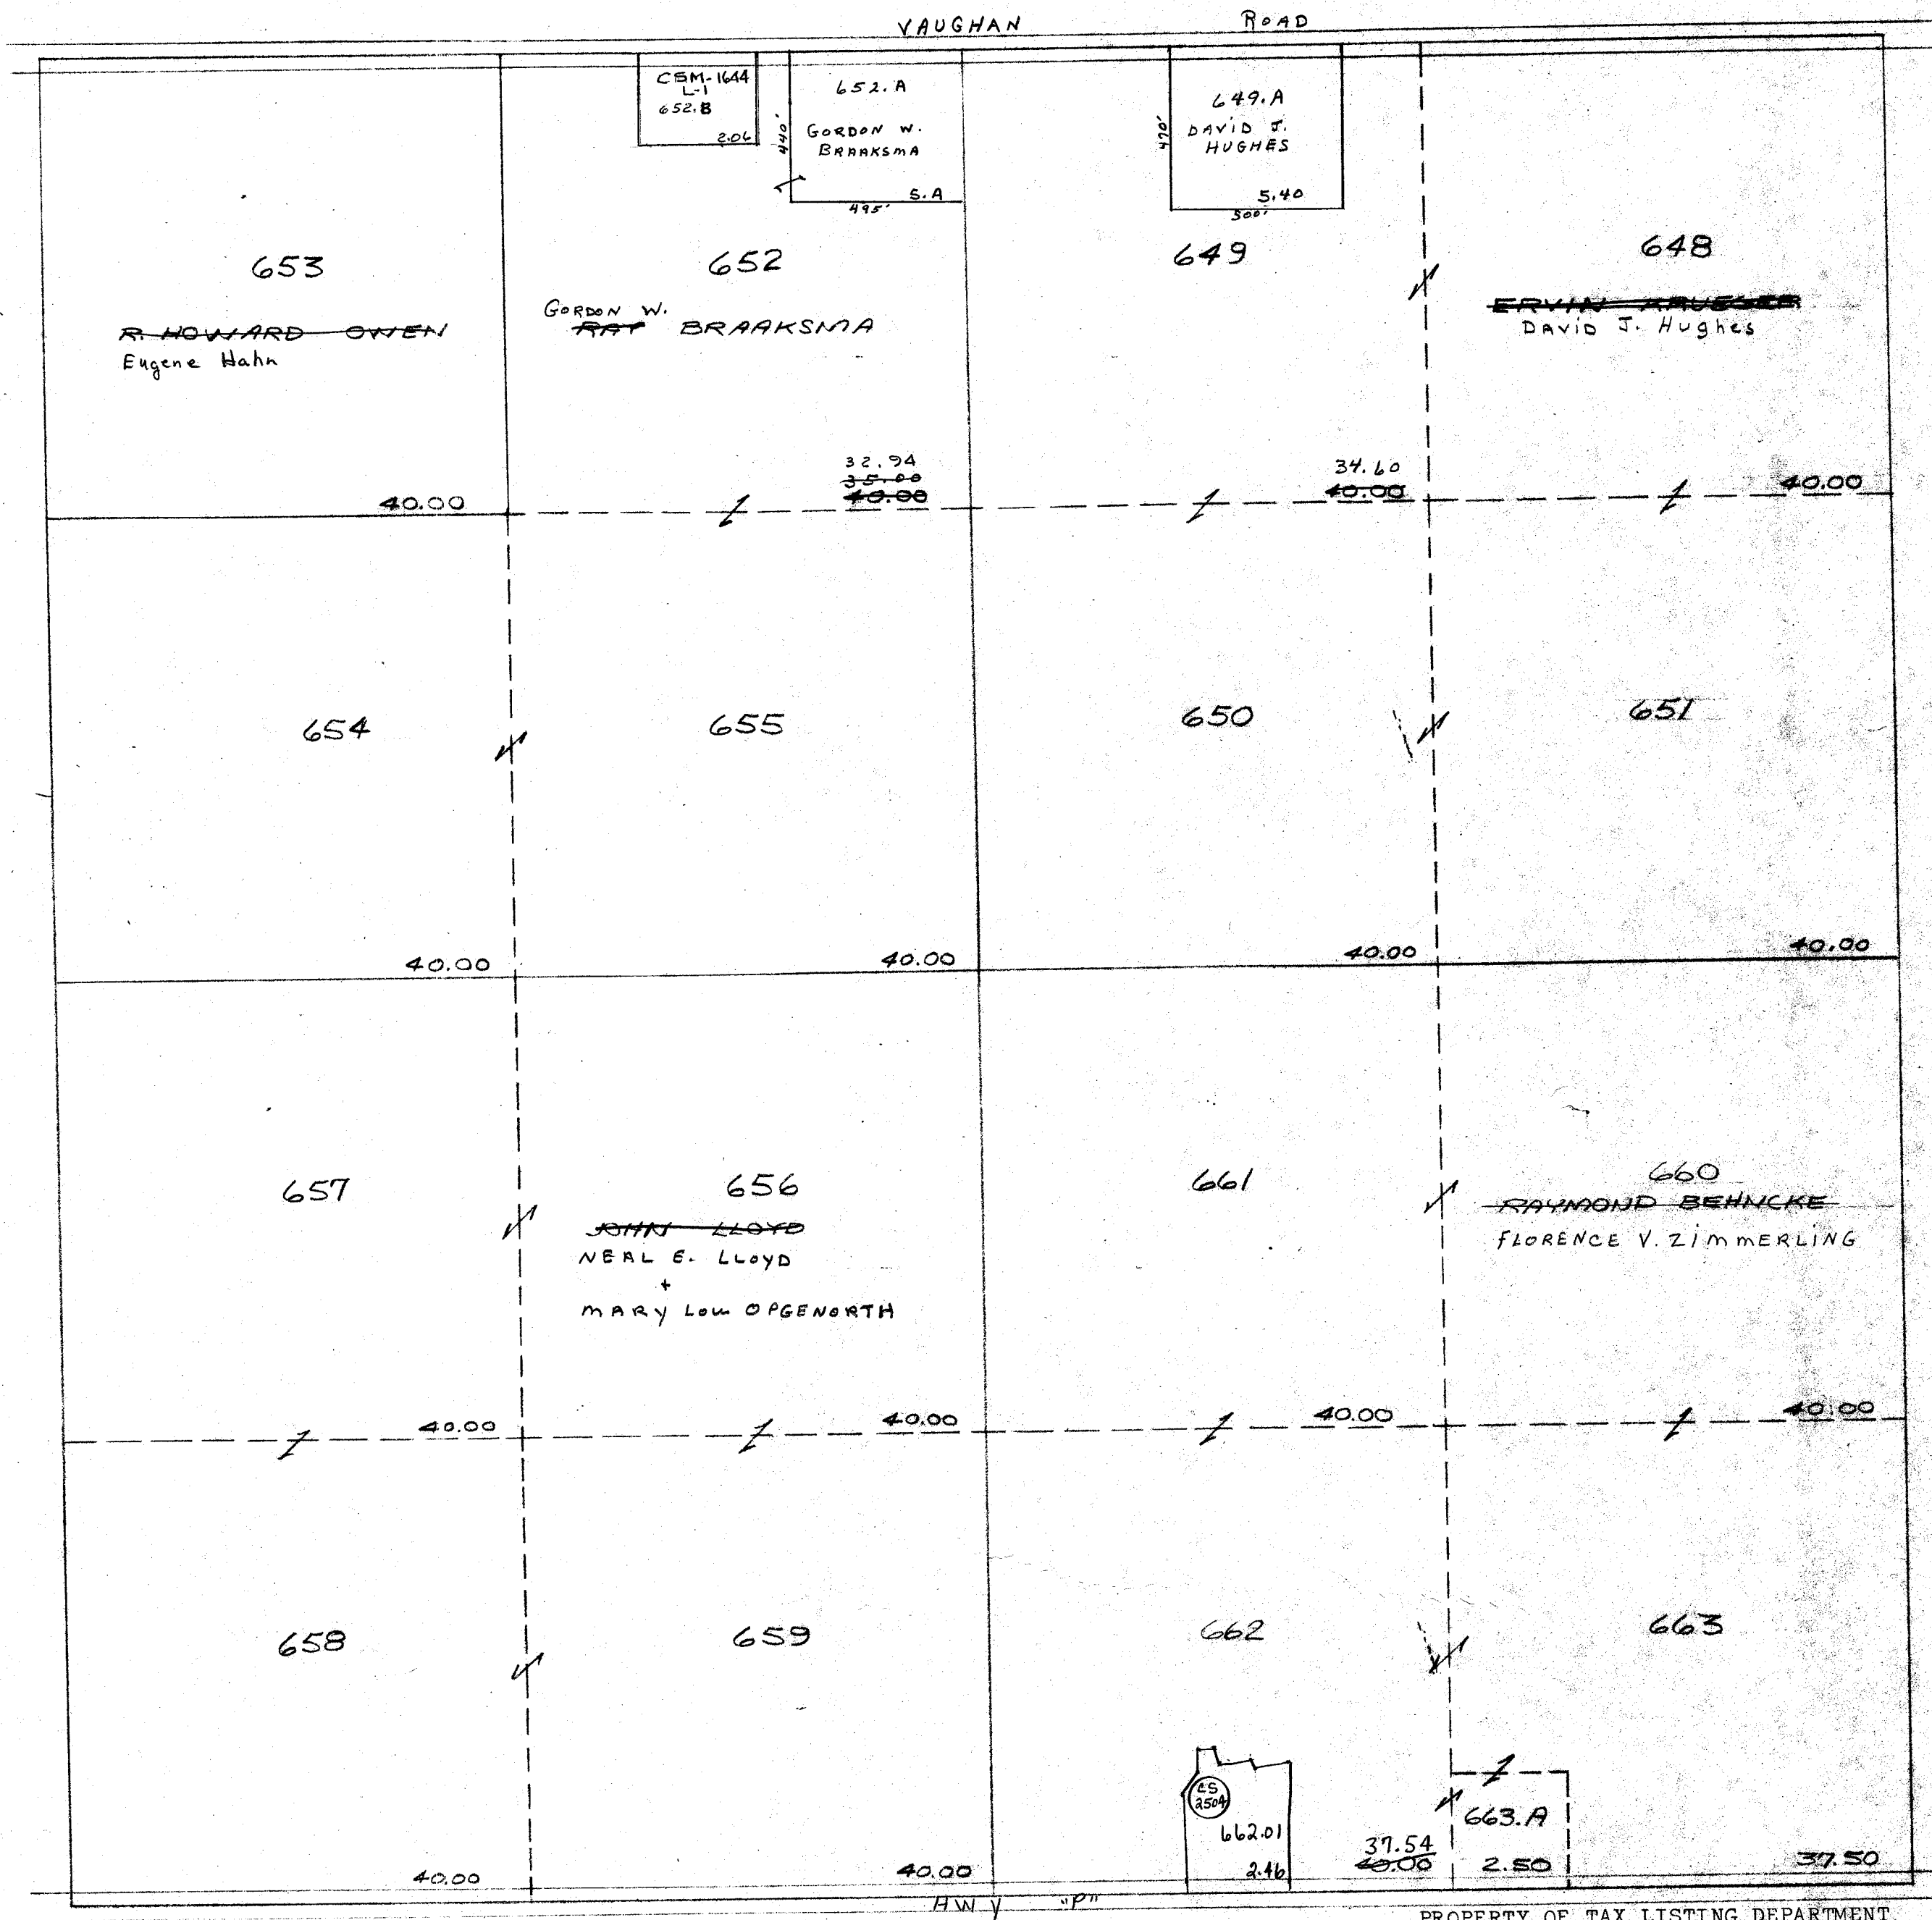 VAUGHAN ROAD
CSM-1644
L-1
652.B
2.06
440'
652.A
GORDON W.
BRAAKSMA
5.A
495'
470'
649.A
DAVID J.
HUGHES
5.40
500'
653
R. HOWARD OWEN
Eugene Hahn
40.00
652
GORDON W.
RAY BRAAKSMA
32.94
35.00
40.00
649
34.60
40.00
648
ERVIN KRUEGER
DAVID J. Hughes
40.00
654
40.00
655
40.00
650
40.00
651
40.00
657
40.00
656
JOHN LLOYD
NEAL E. LLOYD
+
MARY LOU OPGENORTH
40.00
661
40.00
660
RAYMOND BEHNCKE
FLORENCE V. ZIMMERLING
40.00
658
40.00
659
40.00
662
CS
2504
662.01
2.46
37.54
40.00
663
663.A
2.50
37.50
HWY "P"
PROPERTY OF TAX LISTING DEPARTMENT